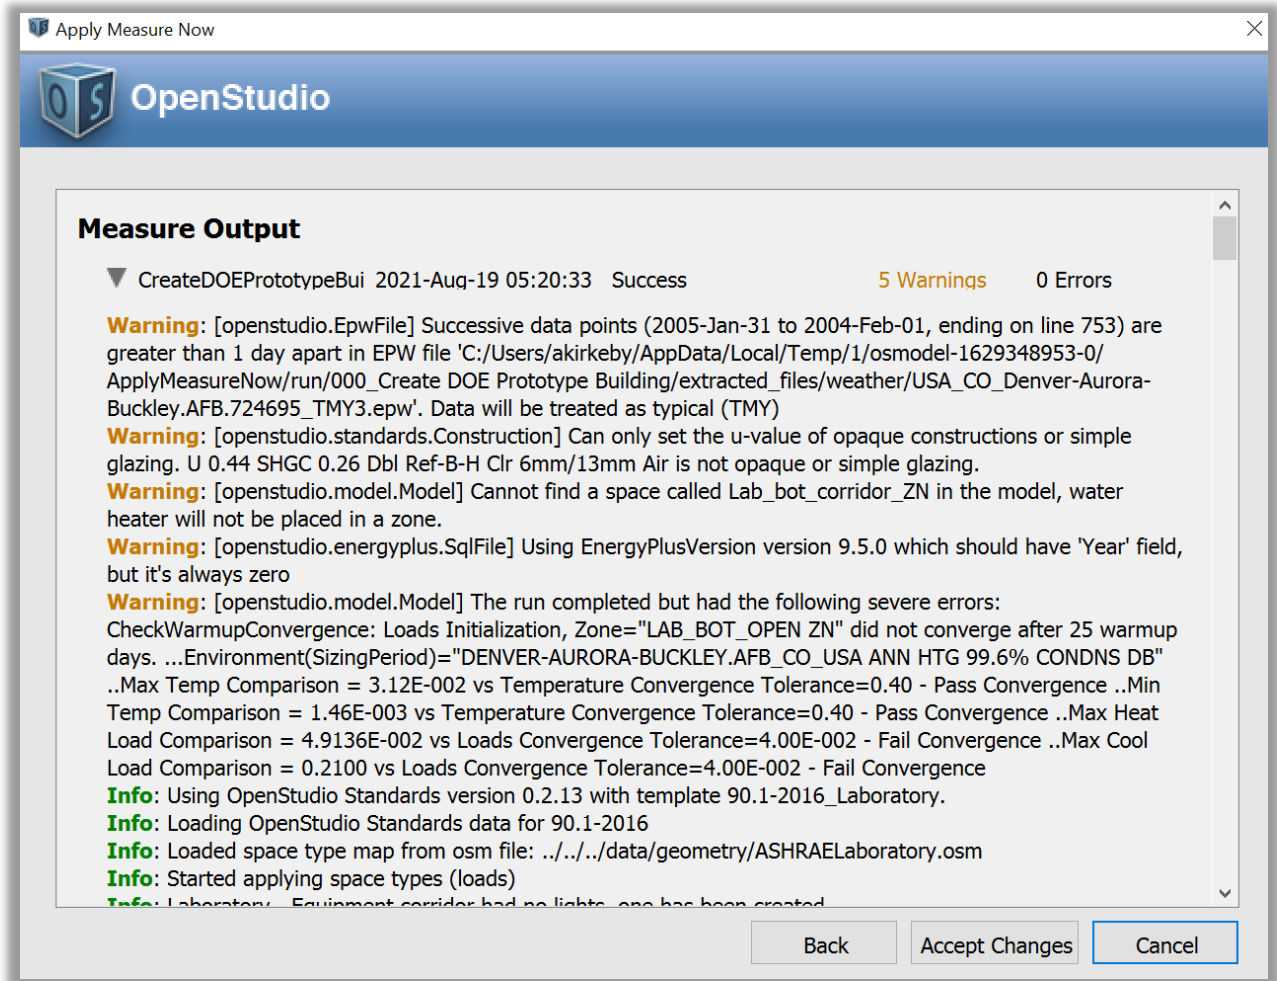 OS Apply Measure Now
OS OpenStudio
Measure Output
CreateDOEPrototypeBui 2021-Aug-19 05:20:33 Success 5 Warnings 0 Errors
Warning: [openstudio.EpwFile] Successive data points (2005-Jan-31 to 2004-Feb-01, ending on line 753) are
greater than 1 day apart in EPW file 'C:/Users/akirkeby/AppData/Local/Temp/1/osmodel-1629348953-0/
ApplyMeasureNow/run/000_Create DOE Prototype Building/extracted_files/weather/USA_CO_Denver-Aurora-
Buckley.AFB.724695_TMY3.epw'. Data will be treated as typical (TMY)
Warning: [openstudio.standards.Construction] Can only set the u-value of opaque constructions or simple
glazing. U 0.44 SHGC 0.26 Dbl Ref-B-H Clr 6mm/13mm Air is not opaque or simple glazing.
Warning: [openstudio.model.Model] Cannot find a space called Lab_bot_corridor_ZN in the model, water
heater will not be placed in a zone.
Warning: [openstudio.energyplus.SqlFile] Using EnergyPlusVersion version 9.5.0 which should have 'Year' field,
but it's always zero
Warning: [openstudio.model.Model] The run completed but had the following severe errors:
CheckWarmupConvergence: Loads Initialization, Zone="LAB_BOT_OPEN ZN" did not converge after 25 warmup
days. ...Environment(SizingPeriod)="DENVER-AURORA-BUCKLEY.AFB_CO_USA ANN HTG 99.6% CONDNS DB"
..Max Temp Comparison = 3.12E-002 vs Temperature Convergence Tolerance=0.40 - Pass Convergence ..Min
Temp Comparison = 1.46E-003 vs Temperature Convergence Tolerance=0.40 - Pass Convergence ..Max Heat
Load Comparison = 4.9136E-002 vs Loads Convergence Tolerance=4.00E-002 - Fail Convergence ..Max Cool
Load Comparison = 0.2100 vs Loads Convergence Tolerance=4.00E-002 - Fail Convergence
Info: Using OpenStudio Standards version 0.2.13 with template 90.1-2016_Laboratory.
Info: Loading OpenStudio Standards data for 90.1-2016
Info: Loaded space type map from osm file: ../../../data/geometry/ASHRAELaboratory.osm
Info: Started applying space types (loads)
Info: Laboratory - Equipment corridor had no lights, one has been created
Back Accept Changes Cancel